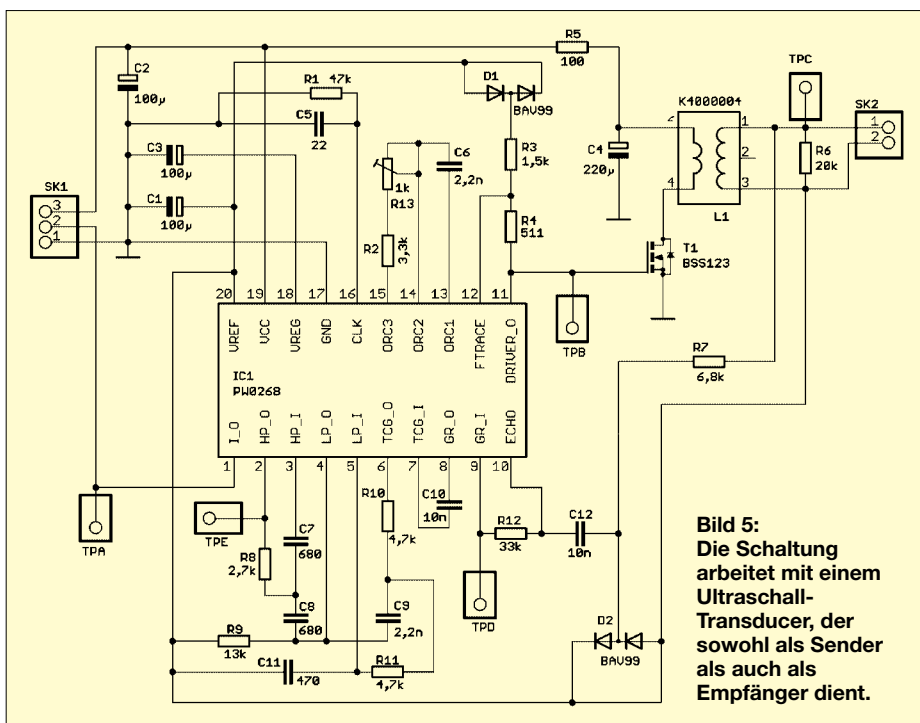 R5
100
TPC
C2
100µ
D1
BAV99
R1 47k
K4000004
SK2
1
2
C5
22
C3
100µ
1k
R13
C6
2,2n
R3
1,5k
C4
220µ
1
2
3
4
R6
20k
SK1
3
2
1
C1
100µ
R2
3,3k
R4
511
L1
T1
BSS123
20 19 18 17 16 15 14 13 12 11
TPB
VREF VCC VREG GND CLK ORC3 ORC2 ORC1 FTRACE DRIVER_O
R7
6,8k
IC1
PW0268
I_O HP_O HP_I LP_O LP_I TCG_O TCG_I GR_O GR_I ECHO
1 2 3 4 5 6 7 8 9 10
TPA
TPE
R10
4,7k
C10
10n
R12
33k
C12
10n
R8
2,7k
C7
680
TPD
C8
680
C9
2,2n
R9
13k
C11
470
R11
4,7k
D2
BAV99
Bild 5:
Die Schaltung
arbeitet mit einem
Ultraschall-
Transducer, der
sowohl als Sender
als auch als
Empfänger dient.